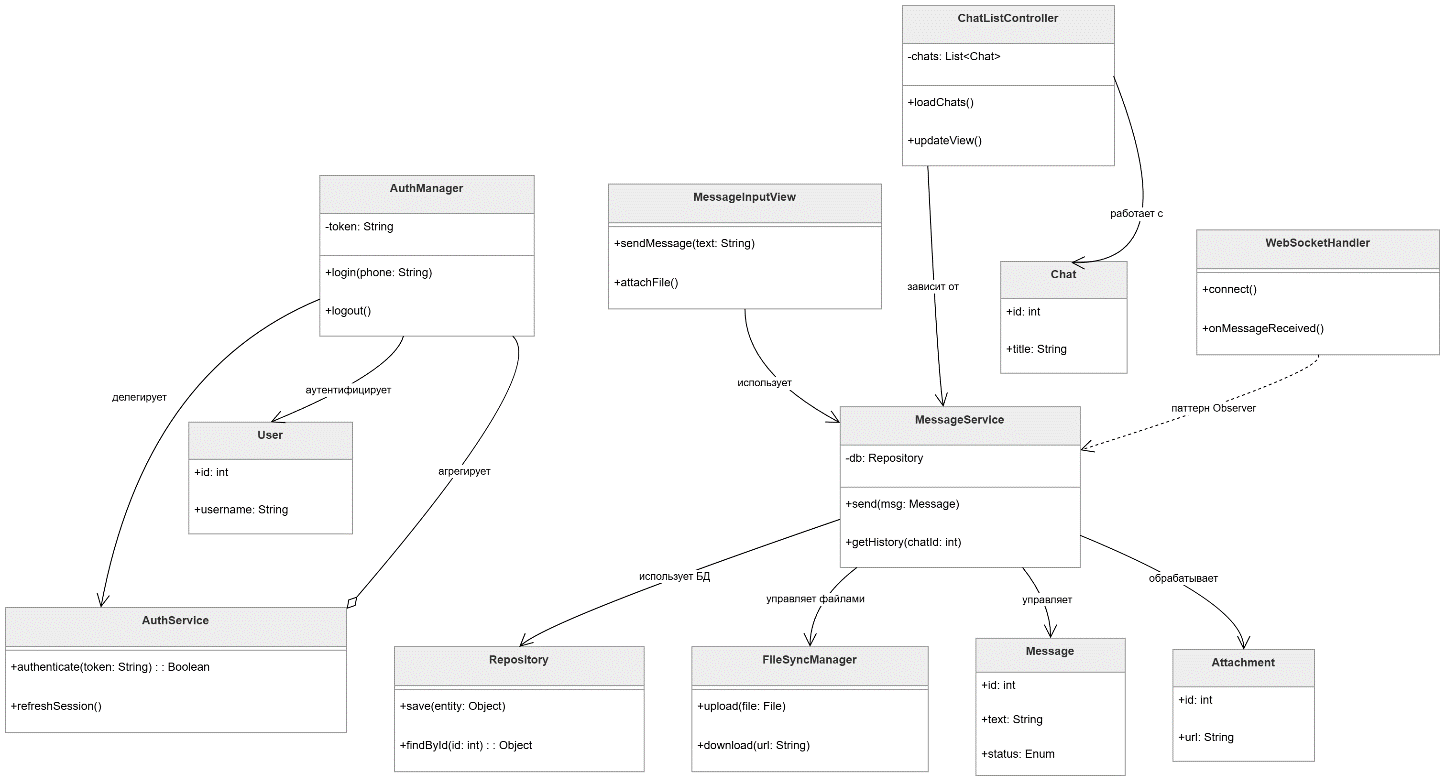 ChatListController
-chats: List<Chat>
+loadChats()
+updateView()
AuthManager
-token: String
+login(phone: String)
+logout()
MessageInputView
+sendMessage(text: String)
+attachFile()
работает с
WebSocketHandler
+connect()
+onMessageReceived()
Chat
+id: int
+title: String
зависит от
делегирует
аутентифицирует
использует
паттерн Observer
User
+id: int
+username: String
агрегирует
MessageService
-db: Repository
+send(msg: Message)
+getHistory(chatId: int)
использует БД
управляет файлами
управляет
обрабатывает
AuthService
+authenticate(token: String) : : Boolean
+refreshSession()
Repository
+save(entity: Object)
+findById(id: int) : : Object
FIleSyncManager
+upload(file: File)
+download(url: String)
Message
+id: int
+text: String
+status: Enum
Attachment
+id: int
+url: String